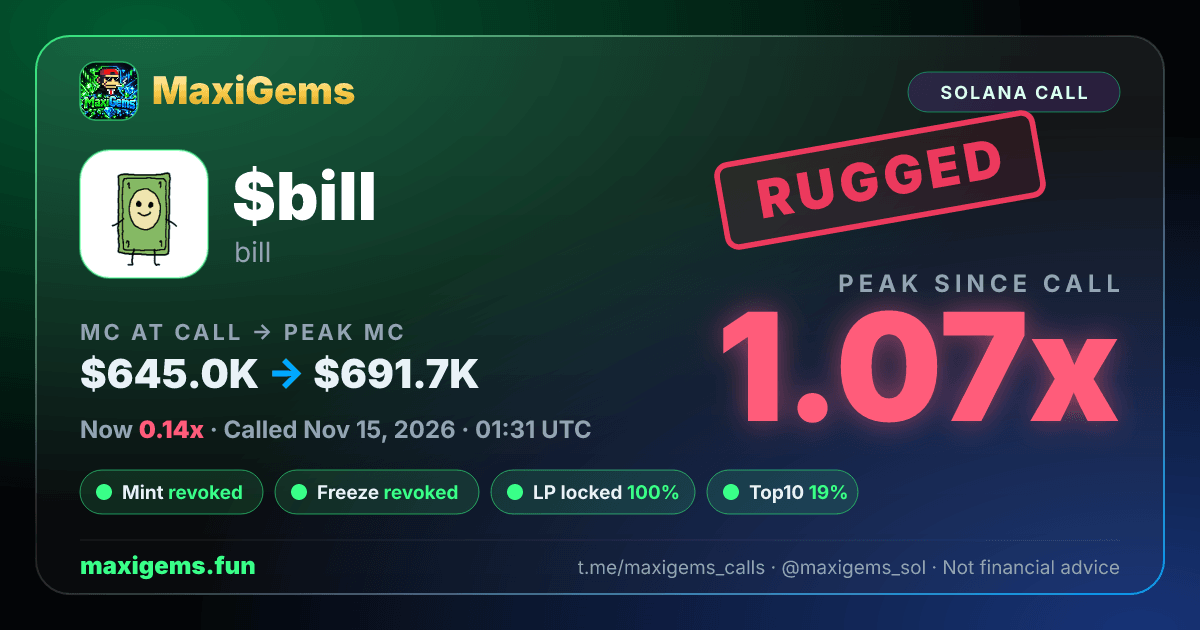 MaxiGems
MaxiGems
SOLANA CALL
RUGGED
$bill
bill
PEAK SINCE CALL
1.07x
MC AT CALL → PEAK MC
$645.0K → $691.7K
Now 0.14x · Called Nov 15, 2026 · 01:31 UTC
Mint revoked
Freeze revoked
LP locked 100%
Top10 19%
maxigems.fun
t.me/maxigems_calls · @maxigems_sol · Not financial advice